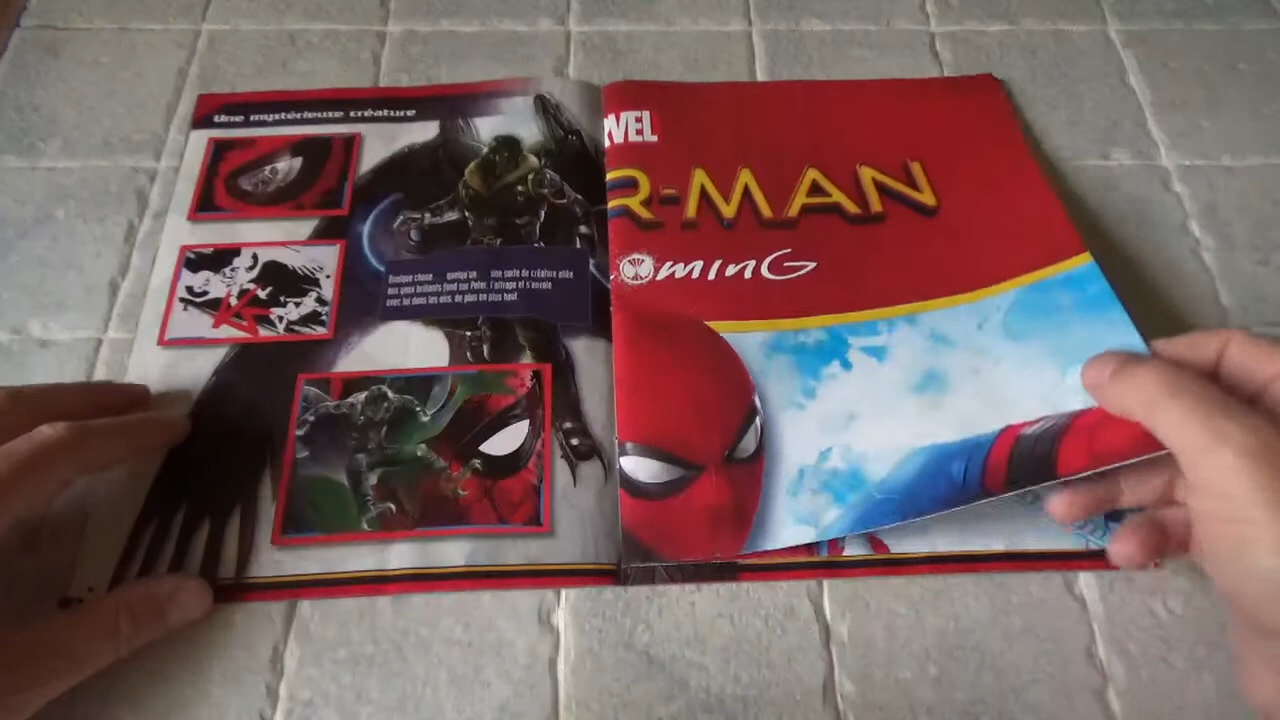 Une mystérieuse créature
Quelque chose... quelqu'un... une sorte de créature ailée
aux yeux brillants fond sur Peter, l'attrape et s'envole
avec lui dans les airs, de plus en plus haut.
RVEL
R-MAN
OMING